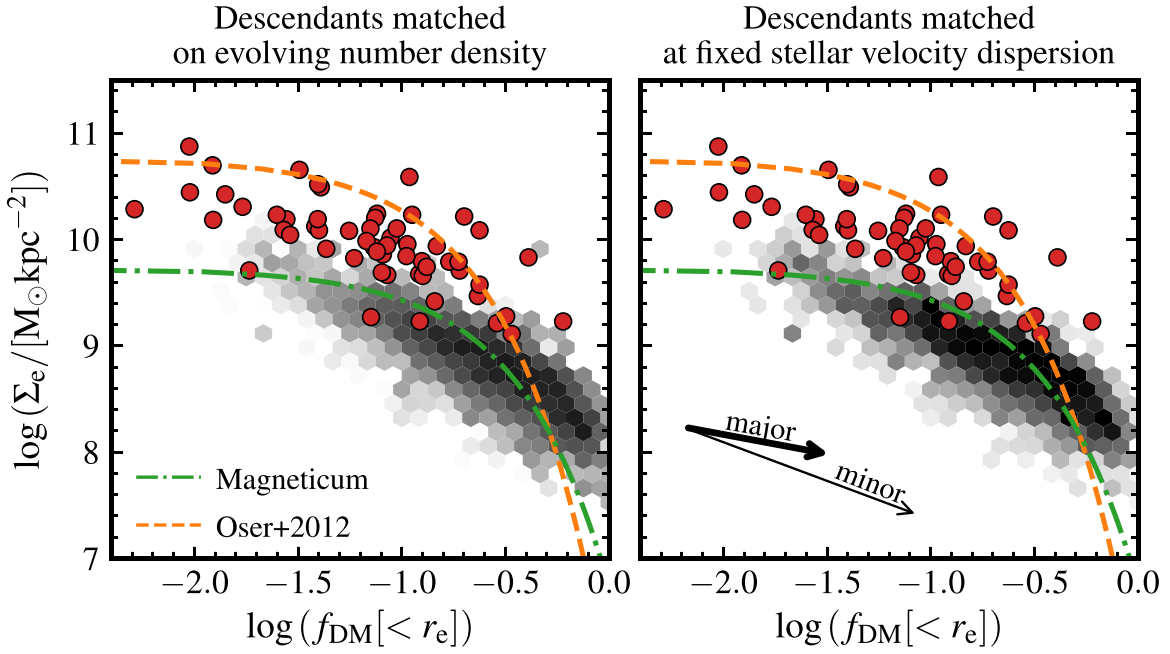 Descendants matched
on evolving number density
Descendants matched
at fixed stellar velocity dispersion
log (Σe/[M⊙kpc−2])
11
10
9
8
7
Magneticum
Oser+2012
major
minor
−2.0 −1.5 −1.0 −0.5 0.0
−2.0 −1.5 −1.0 −0.5 0.0
log (fDM[< re])
log (fDM[< re])